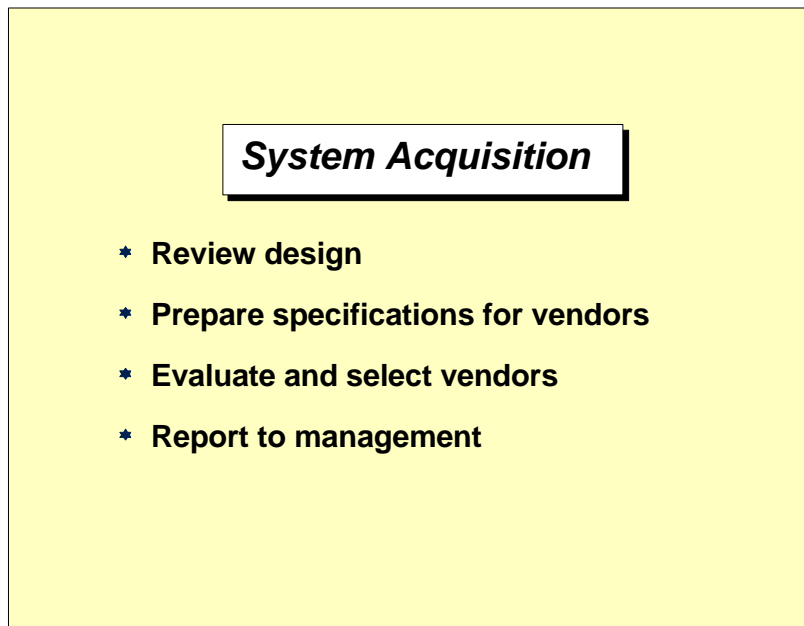 System Acquisition
Review design
Prepare specifications for vendors
Evaluate and select vendors
Report to management